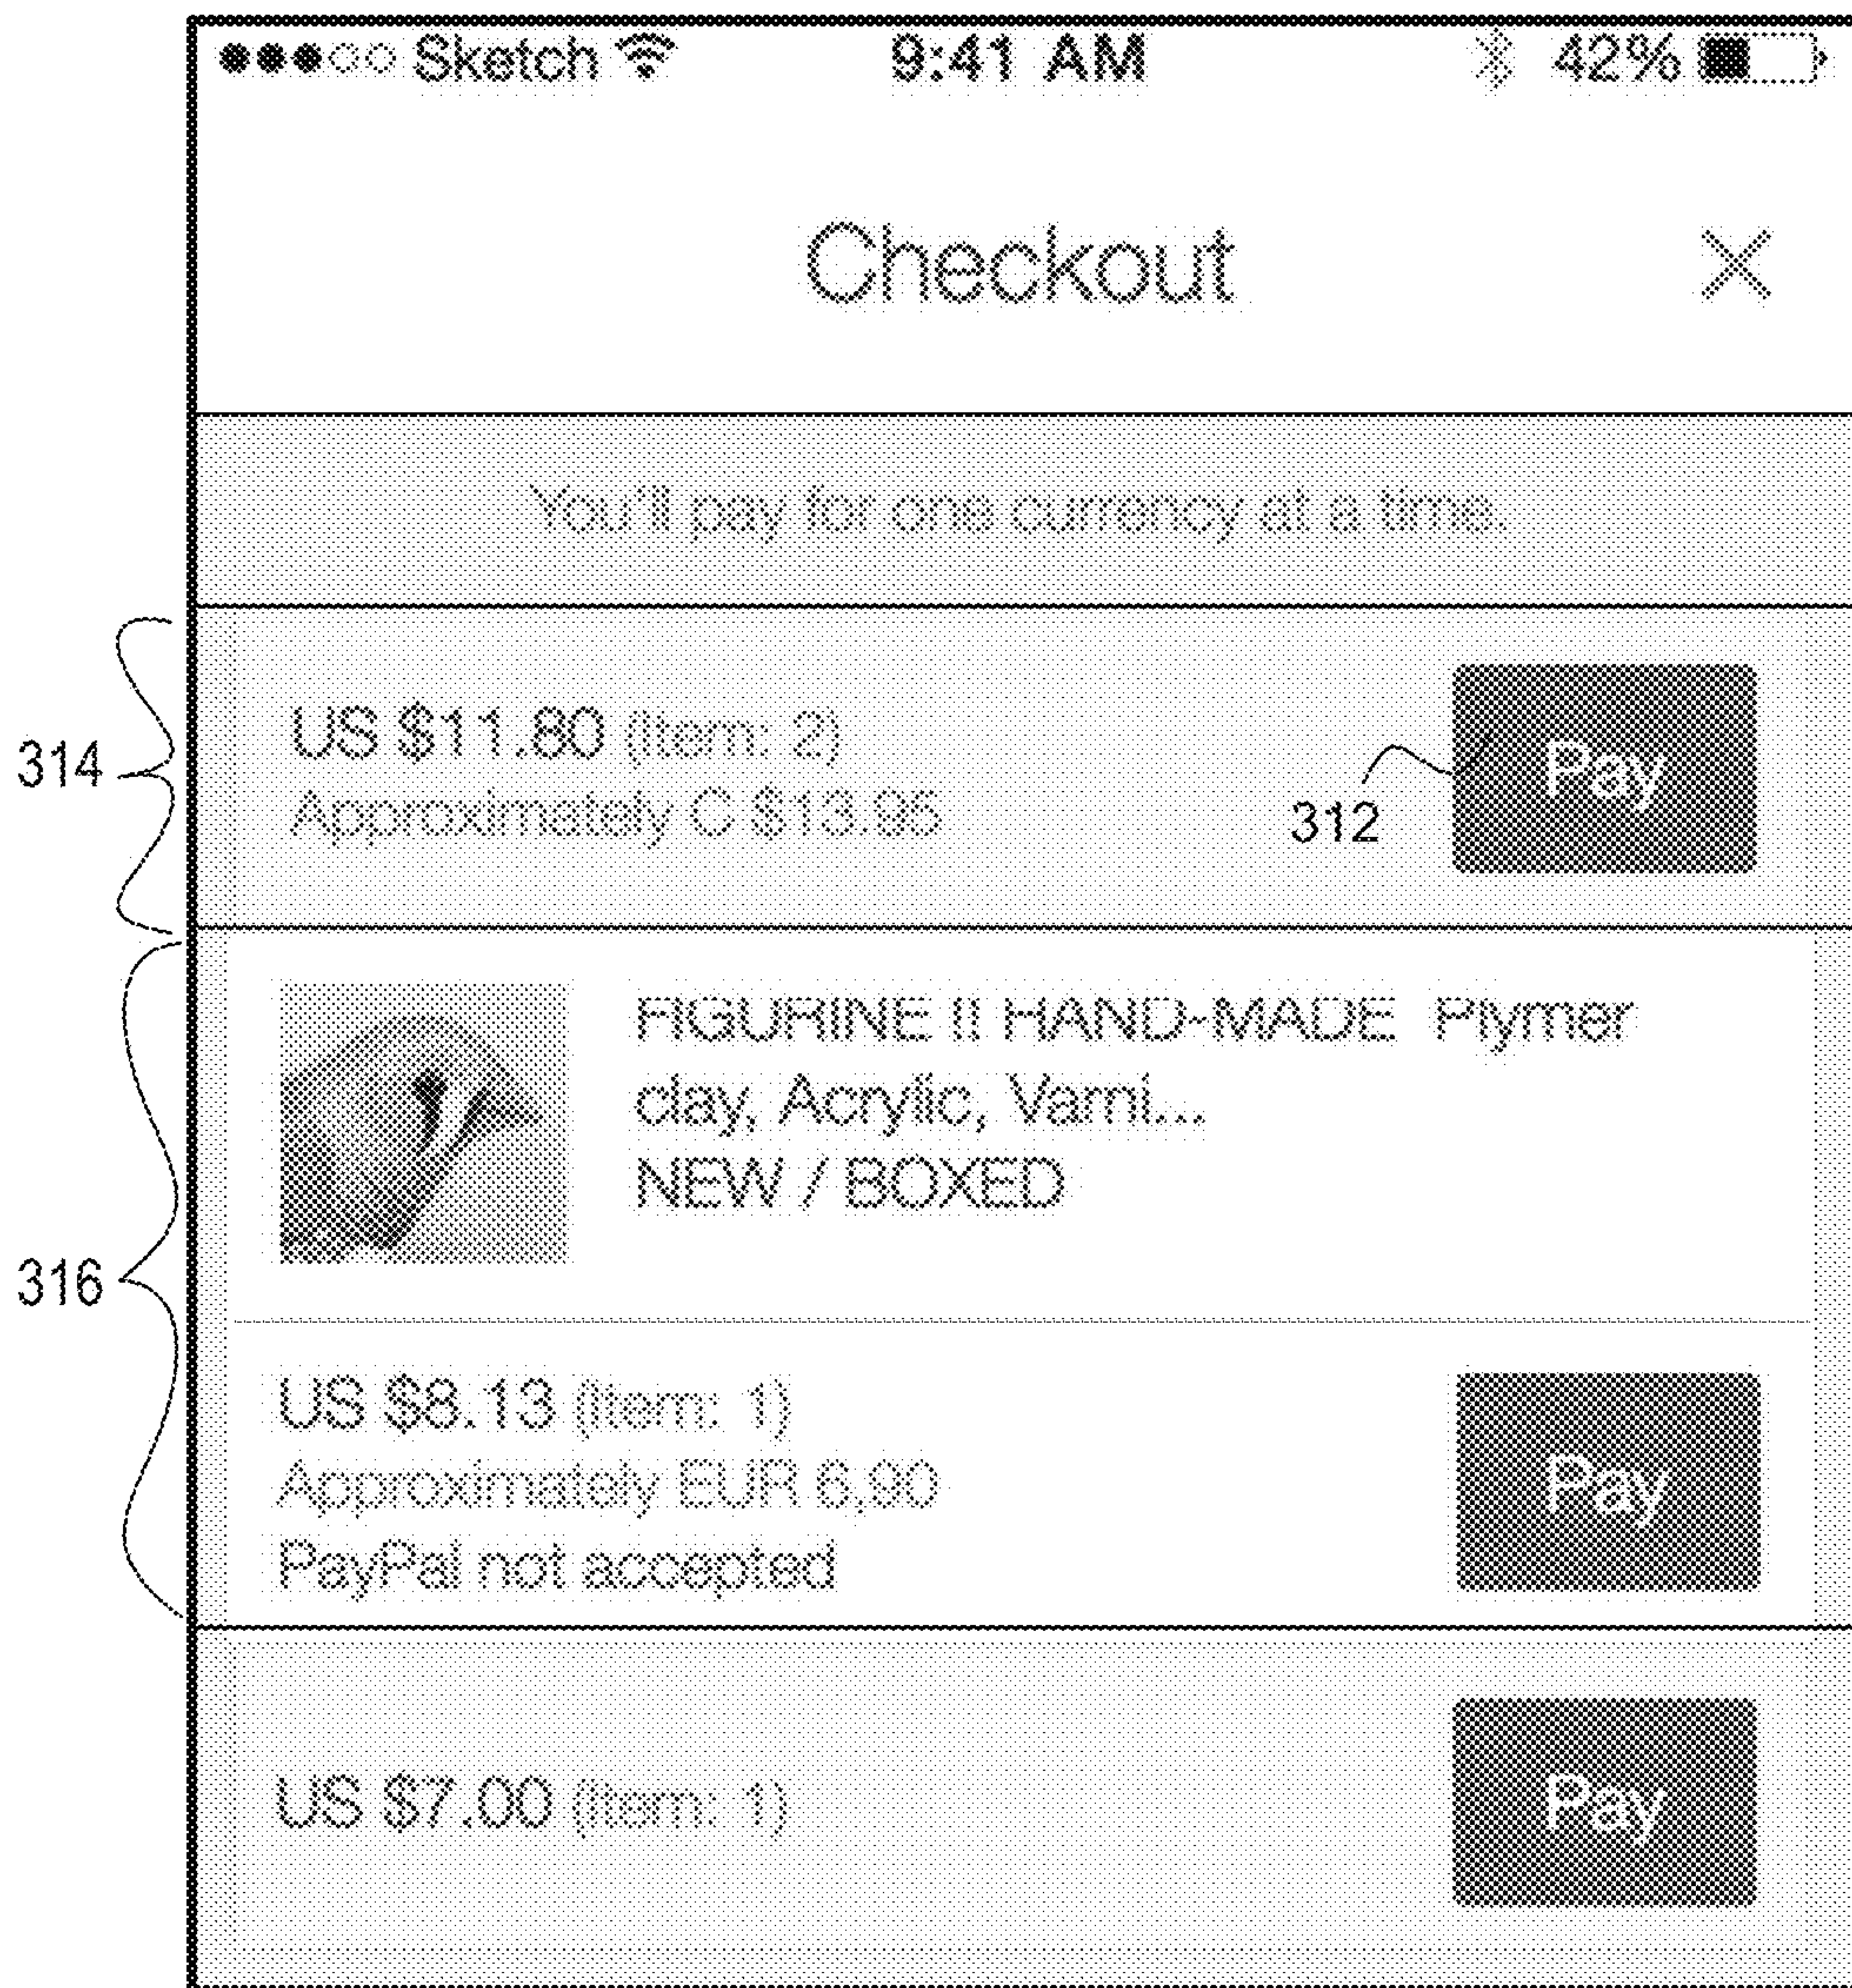 Sketch 9:41 AM 42%
Checkout
You'll pay for one currency at a time.
US $11.80 (Item: 2)
Pay
314
Approximately C $13.95
312
FIGURINE !! HAND-MADE Plymer
clay, Acrylic, Varni...
NEW / BOXED
316
US $8.13 (Item: 1)
Approximately EUR 6,90
Pay
PayPal not accepted
US $7.00 (Item: 1)
Pay